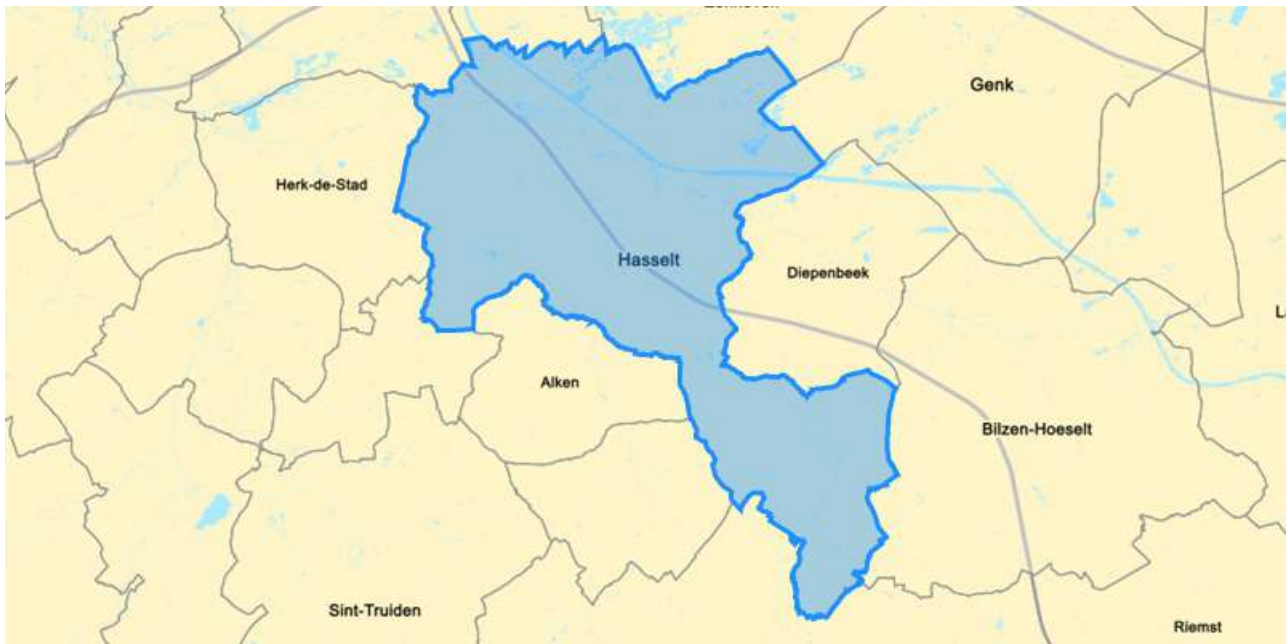 Genk
Herk-de-Stad
Hasselt
Diepenbeek
Alken
Bilzen-Hoeselt
Sint-Truiden
Riemst